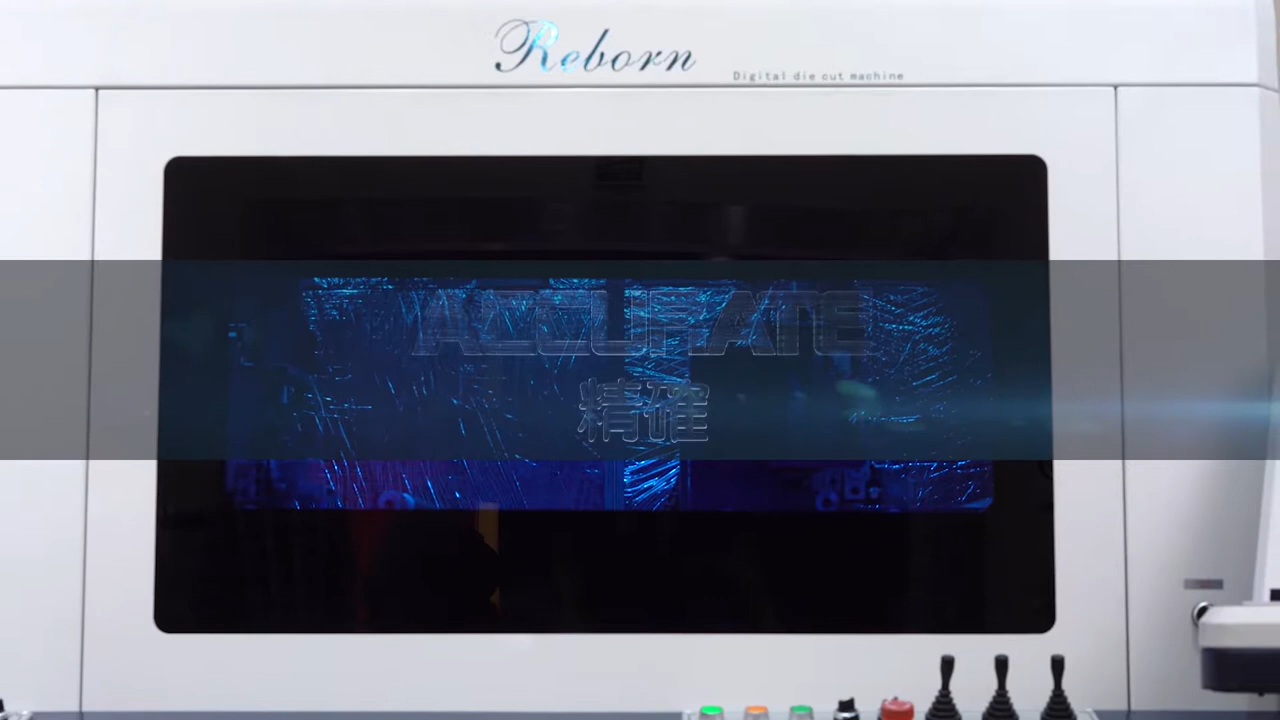 Reborn
Digital die cut machine
ACCURATE
精確